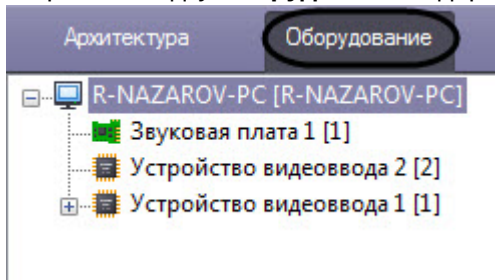 Архитектура Оборудование
R-NAZAROV-PC [R-NAZAROV-PC]
Звуковая плата 1 [1]
Устройство видеоввода 2 [2]
Устройство видеоввода 1 [1]